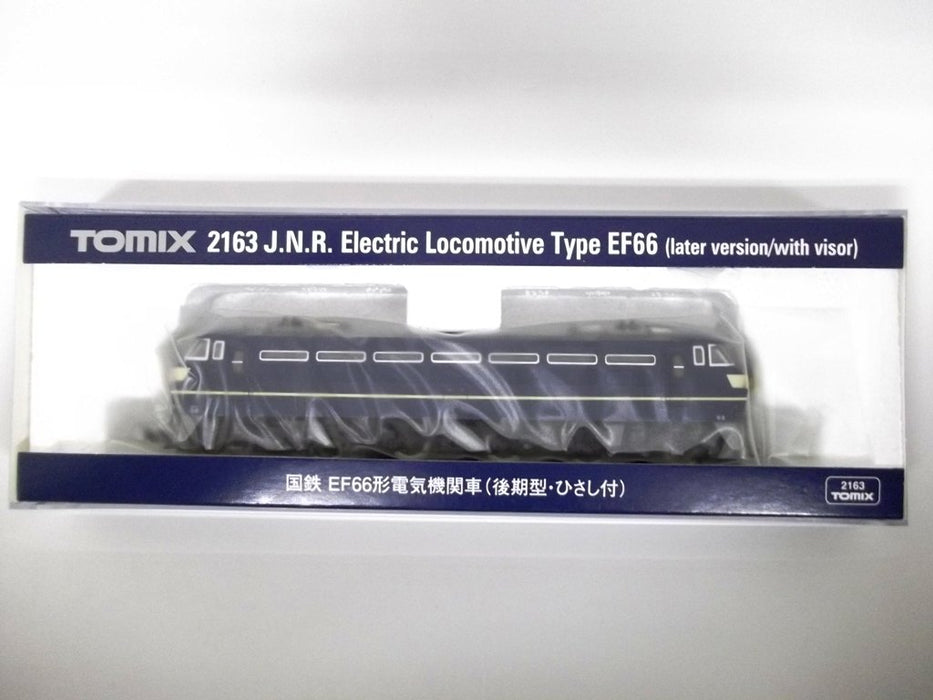 TOMIX 2163 J.N.R. Electric Locomotive Type EF66 (later version/with visor)
国鉄 EF66形電気機関車(後期型・ひさし付)
2163
TOMIX